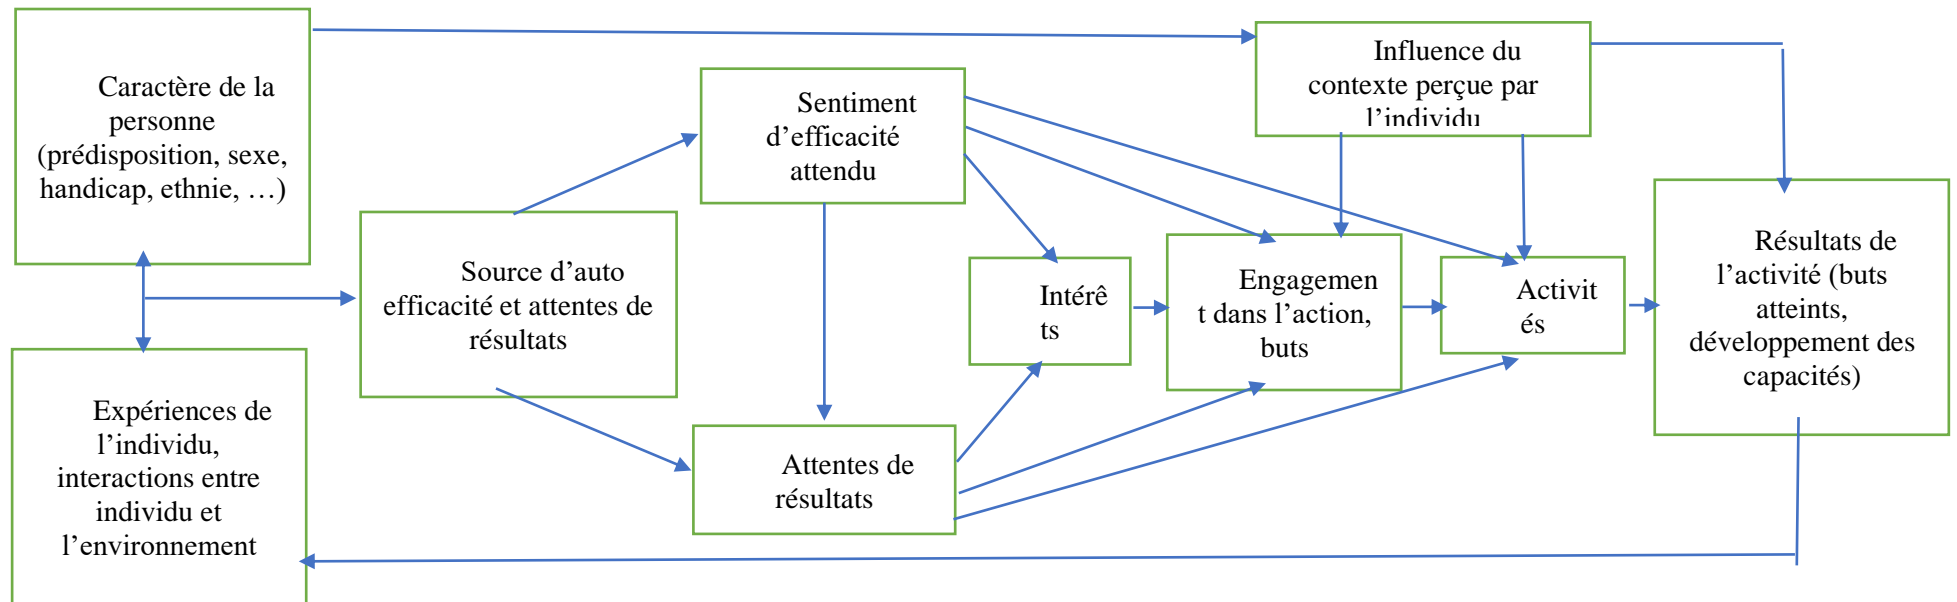 Caractère de la
personne
(prédisposition, sexe,
handicap, ethnie, …)
Expériences de
l’individu,
interactions entre
individu et
l’environnement
Source d’auto
efficacité et attentes de
résultats
Sentiment
d’efficacité
attendu
Attentes de
résultats
Intérê
ts
Influence du
contexte perçue par
l’individu
Engagemen
t dans l’action,
buts
Activit
és
Résultats de
l’activité (buts
atteints,
développement des
capacités)